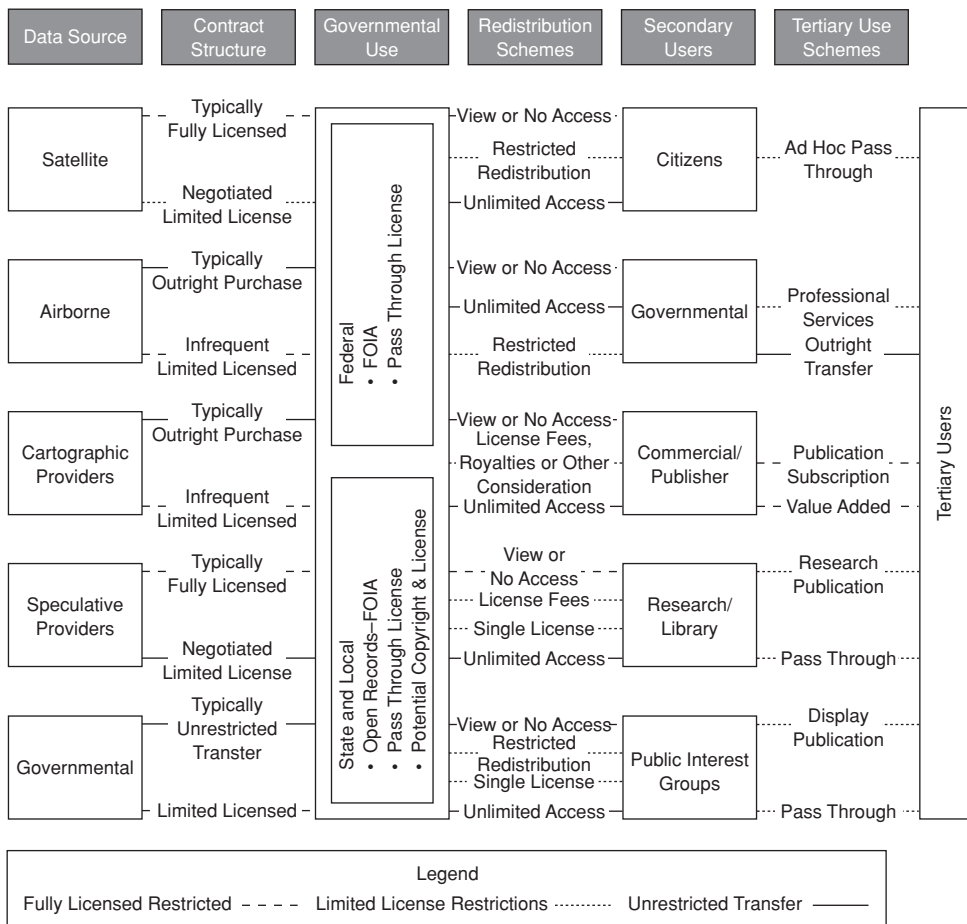 Data Source
Contract
Structure
Governmental
Use
Redistribution
Schemes
Secondary
Users
Tertiary Use
Schemes
Satellite
Typically
Fully Licensed
Negotiated
Limited License
Airborne
Typically
Outright Purchase
Infrequent
Limited Licensed
Cartographic
Providers
Typically
Outright Purchase
Infrequent
Limited Licensed
Speculative
Providers
Typically
Fully Licensed
Negotiated
Limited License
Governmental
Typically
Unrestricted
Transter
Limited Licensed
Federal
• FOIA
• Pass Through License
State and Local
• Open Records–FOIA
• Pass Through License
• Potential Copyright & License
View or No Access
Restricted
Redistribution
Unlimited Access
Citizens
Ad Hoc Pass
Through
View or No Access
Unlimited Access
Restricted
Redistribution
Governmental
Professional
Services
Outright
Transfer
View or No Access
License Fees,
Royalties or Other
Consideration
Unlimited Access
Commercial/
Publisher
Publication
Subscription
Value Added
View or
No Access
License Fees
Single License
Unlimited Access
Research/
Library
Research
Publication
Pass Through
View or No Access
Restricted
Redistribution
Single License
Unlimited Access
Public Interest
Groups
Display
Publication
Pass Through
Tertiary Users
Legend
Fully Licensed Restricted
Limited License Restrictions
Unrestricted Transfer